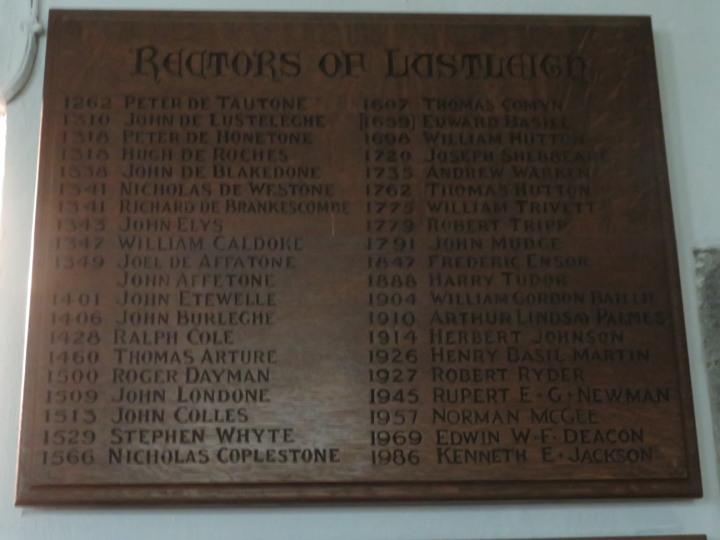 RECTORS OF LUSTLEIGH
1262 PETER DE TAUTONE
1310 JOHN DE LUSTELEGHE
1318 PETER DE HONETONE
1318 HUGH DE ROCHES
1338 JOHN DE BLAKEDONE
1341 NICHOLAS DE WESTONE
1341 RICHARD DE BRANKESCOMBE
1343 JOHN ELYS
1347 WILLIAM CALDOKE
1349 JOEL DE AFFATONE
JOHN AFFETONE
1401 JOHN ETEWELLE
1406 JOHN BURLEGHE
1428 RALPH COLE
1460 THOMAS ARTURE
1500 ROGER DAYMAN
1509 JOHN LONDONE
1513 JOHN COLLES
1529 STEPHEN WHYTE
1566 NICHOLAS COPLESTONE
1607 THOMAS COMYN
[1659] EDWARD BASILL
1698 WILLIAM HUTTON
1720 JOSEPH SHEBBEARE
1735 ANDREW WARREN
1762 THOMAS HUTTON
1775 WILLIAM TRIVETT
1779 ROBERT TRIPP
1791 JOHN MUDGE
1847 FREDERIC ENSOR
1888 HARRY TUDOR
1904 WILLIAM GORDON BAILLIE
1910 ARTHUR LINDSAY PALMES
1914 HERBERT JOHNSON
1926 HENRY BASIL MARTIN
1927 ROBERT RYDER
1945 RUPERT E·G·NEWMAN
1957 NORMAN McGEE
1969 EDWIN W·F·DEACON
1986 KENNETH E·JACKSON